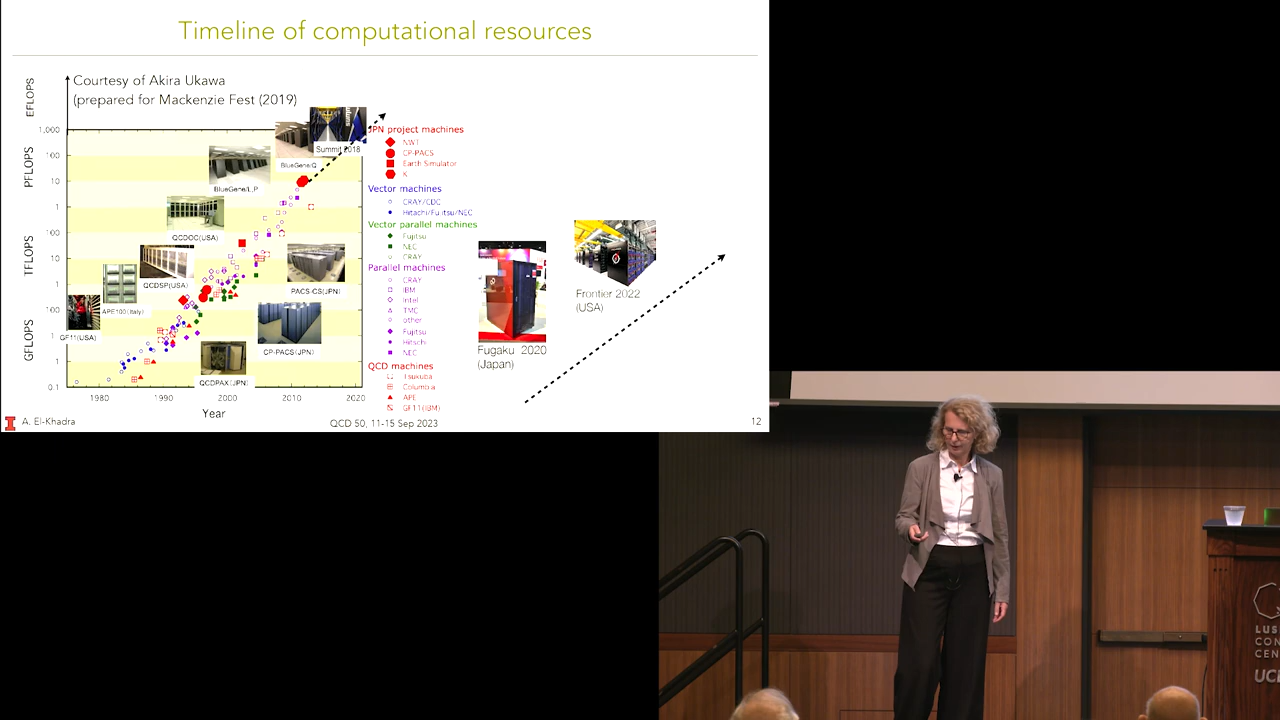 Timeline of computational resources
Courtesy of Akira Ukawa
(prepared for Mackenzie Fest (2019)
EFLOPS
PFLOPS
TFLOPS
GFLOPS
1,000
100
10
1
100
10
1
100
10
1
0.1
1980
1990
2000
2010
2020
Year
Summit 2018
BlueGene:Q
BlueGene/L,P
QCDOC(USA)
QCDSP(USA)
PACS-CS(JPN)
APE100(Italy)
GF11(USA)
CP-PACS(JPN)
QCDPAX(JPN)
JPN project machines
NWT
CP-PACS
Earth Simulator
K
Vector machines
CRAY/CDC
Hitachi/Fujitsu/NEC
Vector parallel machines
Fujitsu
NEC
CRAY
Parallel machines
CRAY
IBM
Intel
TMC
other
Fujitsu
Hitachi
NEC
QCD machines
Tsukuba
Columbia
APE
GF11(IBM)
Fugaku 2020
(Japan)
Frontier 2022
(USA)
A. El-Khadra
QCD 50, 11-15 Sep 2023
12
LUS
CON
CEN
UC